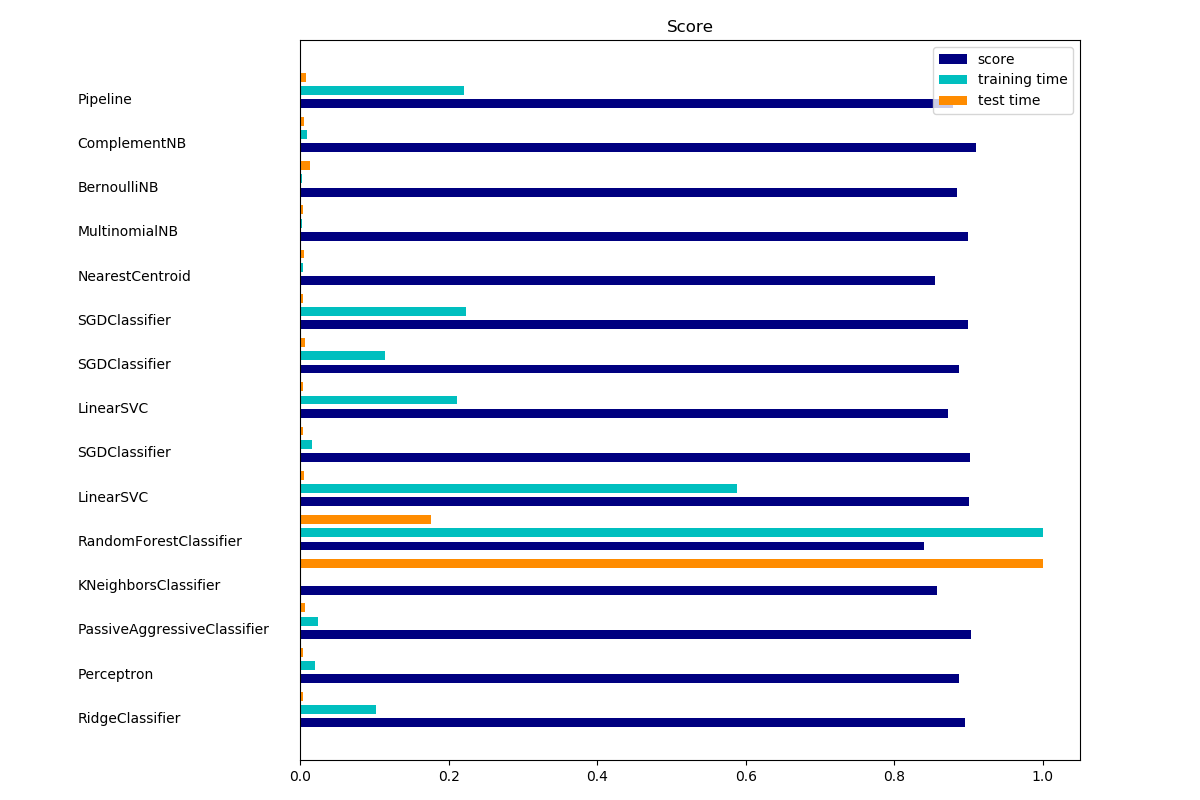 Score
score
training time
test time
Pipeline
ComplementNB
BernoulliNB
MultinomialNB
NearestCentroid
SGDClassifier
SGDClassifier
LinearSVC
SGDClassifier
LinearSVC
RandomForestClassifier
KNeighborsClassifier
PassiveAggressiveClassifier
Perceptron
RidgeClassifier
0.0 0.2 0.4 0.6 0.8 1.0